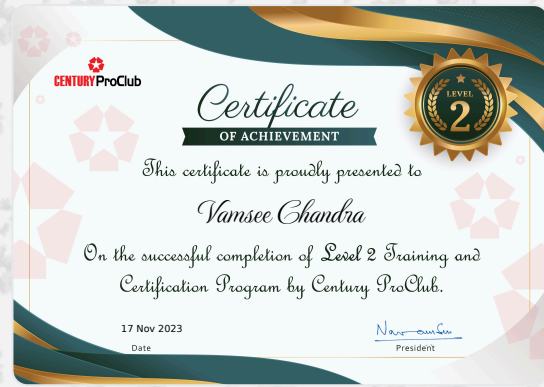 CENTURY ProClub
LEVEL
2
Certificate
OF ACHIEVEMENT
This certificate is proudly presented to
Vamsee Chandra
On the successful completion of Level 2 Training and
Certification Program by Century ProClub.
17 Nov 2023
Date
President